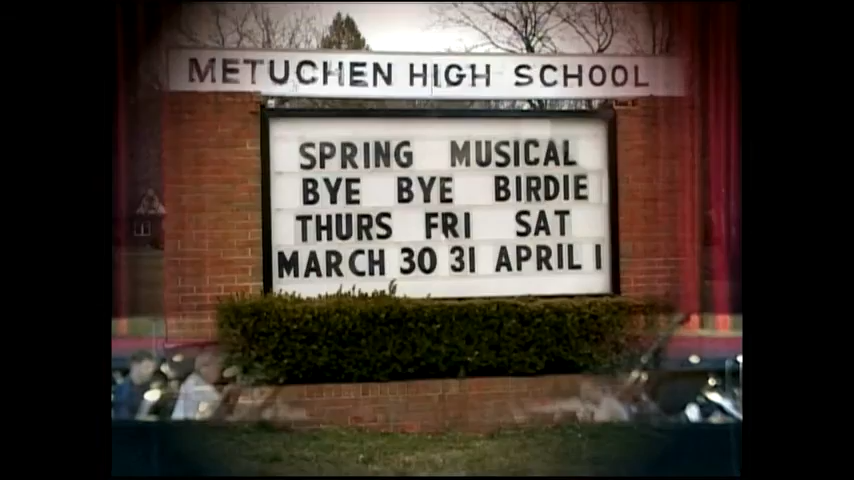 METUCHEN HIGH SCHOOL
SPRING MUSICAL
BYE BYE BIRDIE
THURS FRI SAT
MARCH 30 31 APRIL 1